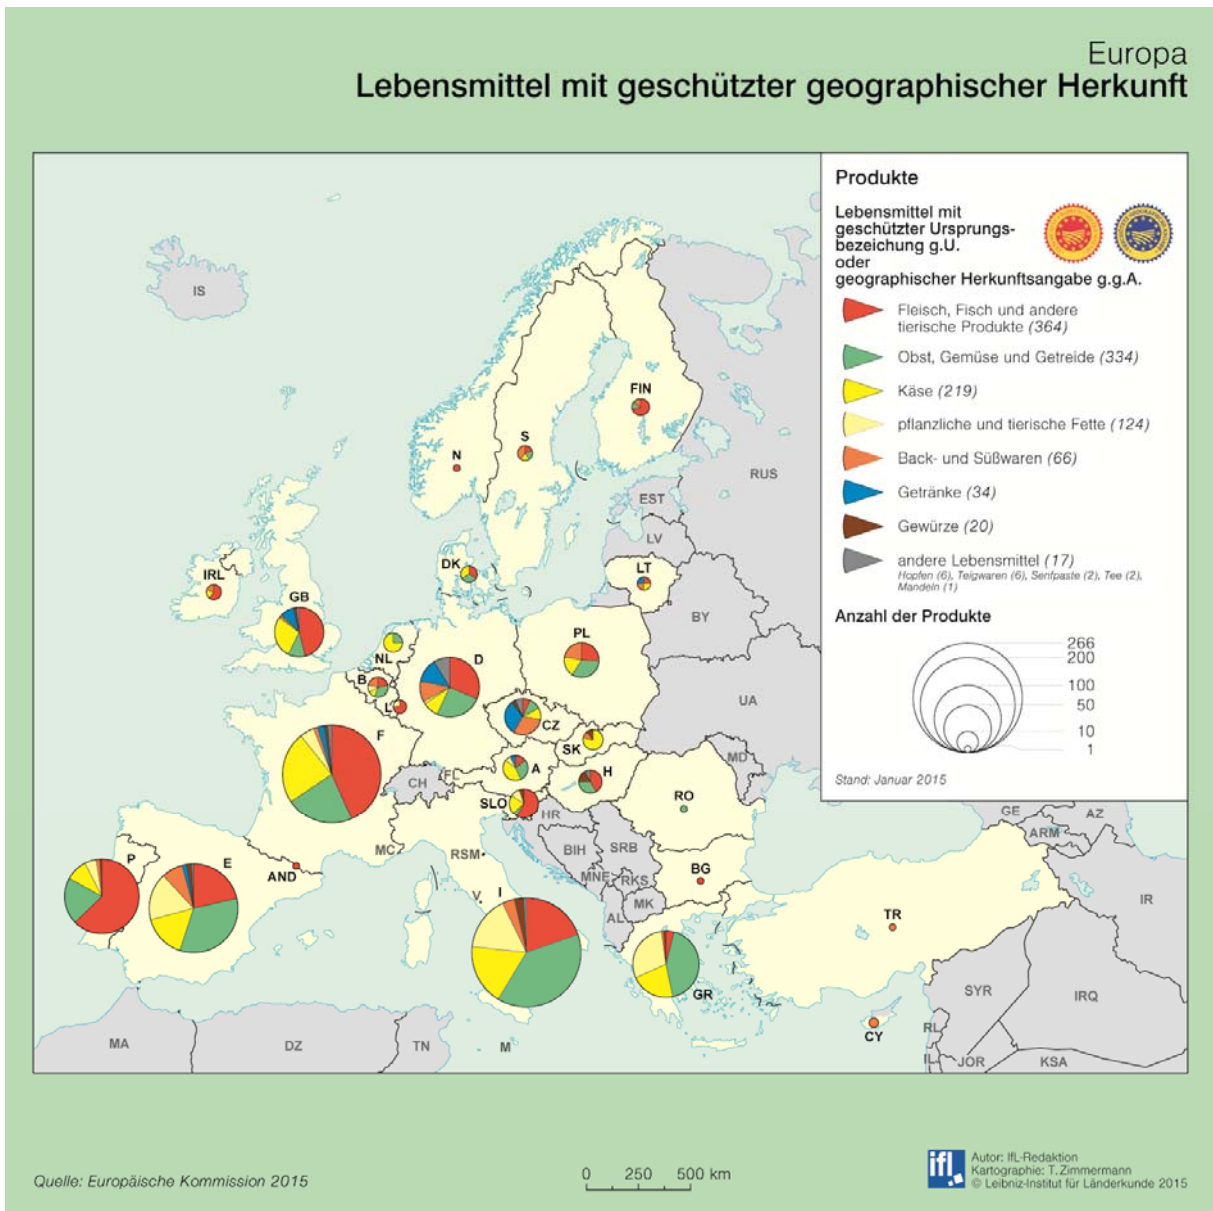 Europa
Lebensmittel mit geschützter geographischer Herkunft
Produkte
Lebensmittel mit
geschützter Ursprungs-
bezeichung g.U.
oder
geographischer Herkunftsangabe g.g.A.
Fleisch, Fisch und andere
tierische Produkte (364)
Obst, Gemüse und Getreide (334)
Käse (219)
pflanzliche und tierische Fette (124)
Back- und Süßwaren (66)
Getränke (34)
Gewürze (20)
andere Lebensmittel (17)
Hopfen (6), Teigwaren (6), Senfpaste (2), Tee (2),
Mandeln (1)
Anzahl der Produkte
266
200
100
50
10
1
Stand: Januar 2015
IS
FIN
S
N
RUS
EST
LV
DK
LT
IRL
GB
BY
PL
NL
D
B
L
UA
CZ
F
SK
A
H
MD
CH
FL
SLO
HR
RO
GE
AZ
ARM
MC
RSM
BIH
SRB
P
E
AND
V
I
MNE
RKS
BG
MK
AL
IR
TR
GR
SYR
IRQ
CY
RL
IL
JOR
KSA
MA
DZ
TN
M
Quelle: Europäische Kommission 2015
0 250 500 km
ifl
Autor: IfL-Redaktion
Kartographie: T. Zimmermann
© Leibniz-Institut für Länderkunde 2015